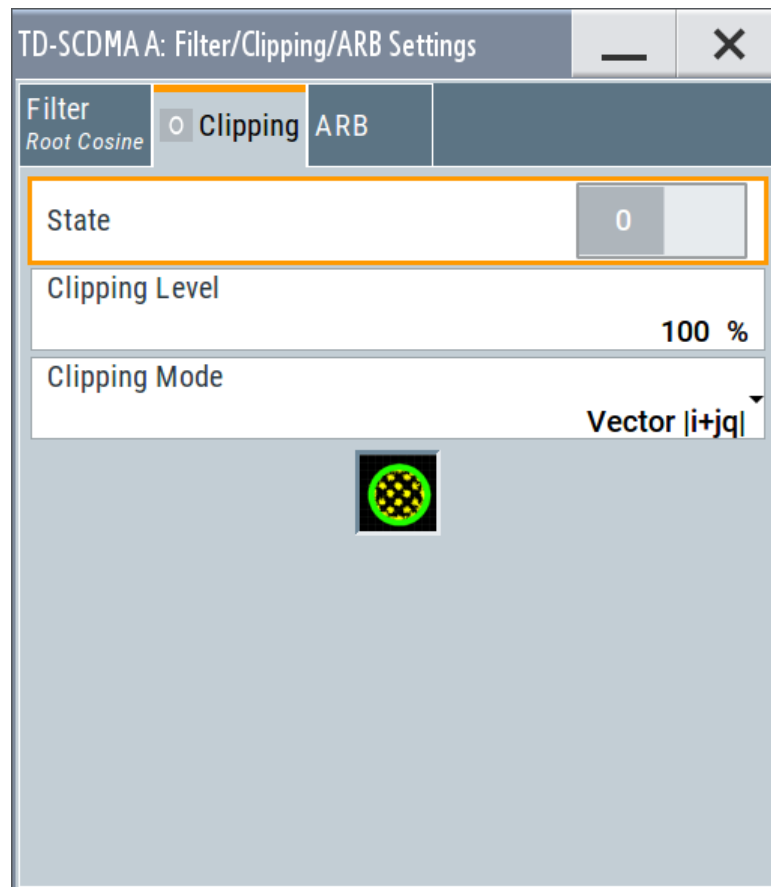 TD-SCDMA A: Filter/Clipping/ARB Settings
Filter
Root Cosine
O Clipping
ARB
State
0
Clipping Level
100 %
Clipping Mode
Vector |i+jq|